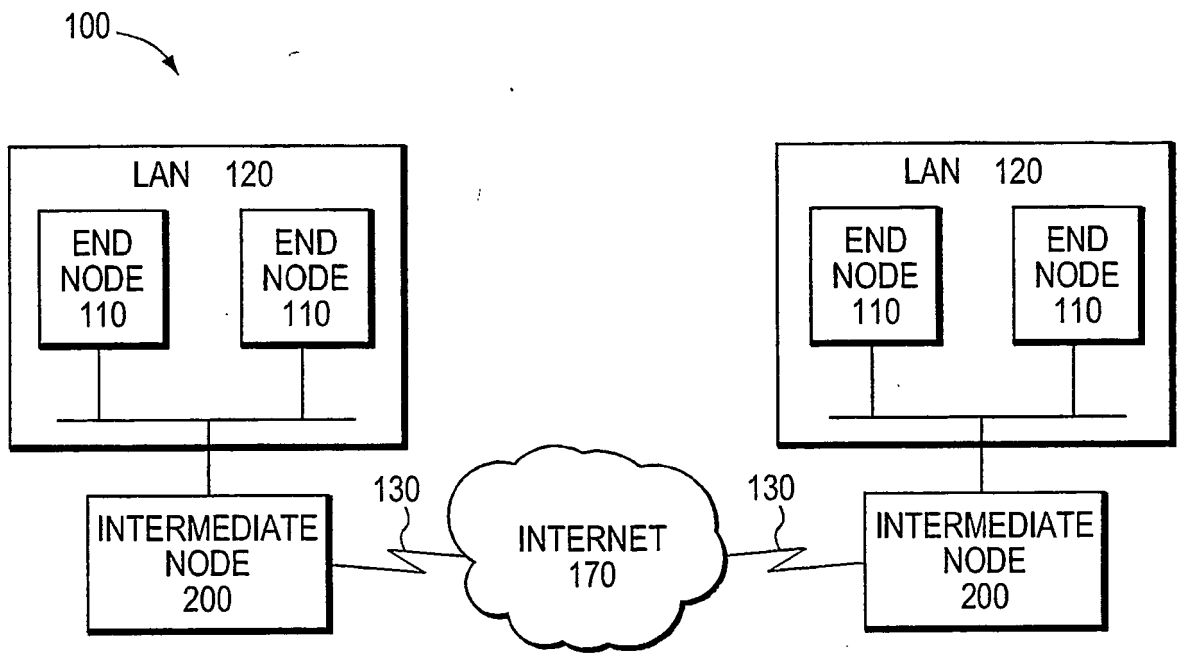 100
LAN 120
END
NODE
110
END
NODE
110
INTERMEDIATE
NODE
200
130
INTERNET
170
130
LAN 120
END
NODE
110
END
NODE
110
INTERMEDIATE
NODE
200